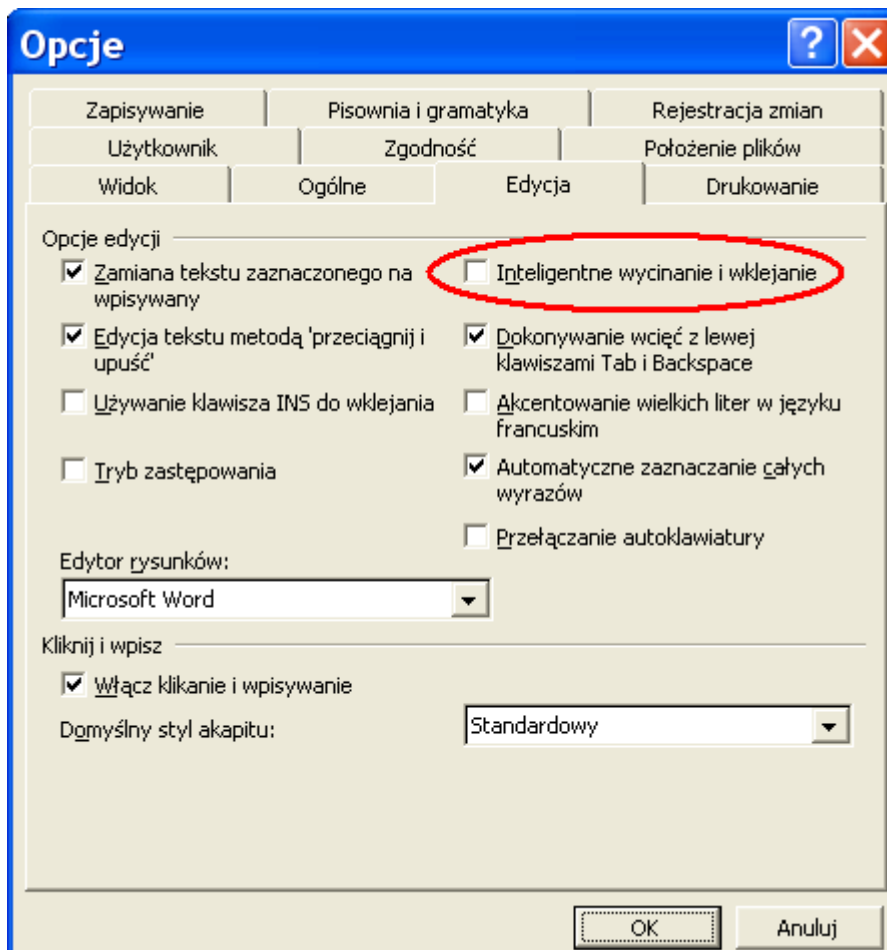 Opcje
Zapisywanie
Pisownia i gramatyka
Rejestracja zmian
Użytkownik
Zgodność
Położenie plików
Widok
Ogólne
Edycja
Drukowanie
Opcje edycji
Zamiana tekstu zaznaczonego na
wpisywany
Inteligentne wycinanie i wklejanie
Edycja tekstu metodą 'przeciągnij i
upuść'
Dokonywanie wcięć z lewej
klawiszami Tab i Backspace
Używanie klawisza INS do wklejania
Akcentowanie wielkich liter w języku
francuskim
Tryb zastępowania
Automatyczne zaznaczanie całych
wyrazów
Przełączanie autoklawiatury
Edytor rysunków:
Microsoft Word
Kliknij i wpisz
Włącz klikanie i wpisywanie
Domyślny styl akapitu:
Standardowy
OK
Anuluj